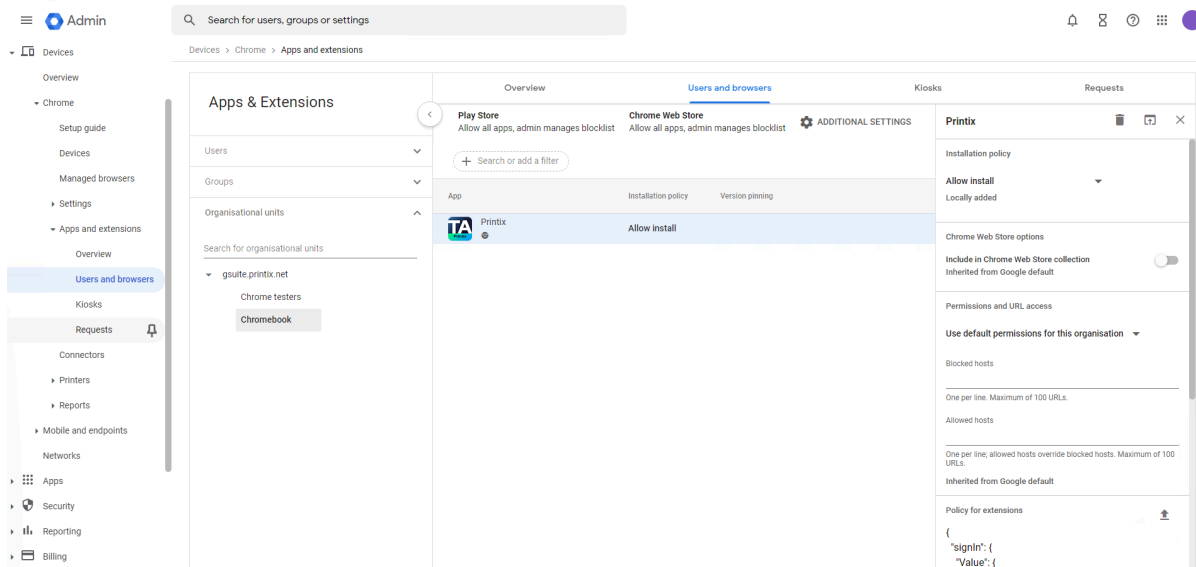 Admin
Search for users, groups or settings
Devices
Overview
Chrome
Setup guide
Devices
Managed browsers
Settings
Apps and extensions
Overview
Users and browsers
Kiosks
Requests
Connectors
Printers
Reports
Mobile and endpoints
Networks
Apps
Security
Reporting
Billing
Devices > Chrome > Apps and extensions
Apps & Extensions
Users
Groups
Organisational units
Search for organisational units
gsuite.printix.net
Chrome testers
Chromebook
Overview
Users and browsers
Kiosks
Requests
Play Store
Allow all apps, admin manages blocklist
Chrome Web Store
Allow all apps, admin manages blocklist
ADDITIONAL SETTINGS
Search or add a filter
App
Installation policy
Version pinning
TA
Printix
Printix
Allow install
Printix
Installation policy
Allow install
Locally added
Chrome Web Store options
Include in Chrome Web Store collection
Inherited from Google default
Permissions and URL access
Use default permissions for this organisation
Blocked hosts
One per line. Maximum of 100 URLs.
Allowed hosts
One per line; allowed hosts override blocked hosts. Maximum of 100
URLs.
Inherited from Google default
Policy for extensions
{
"signIn": {
"Value": {